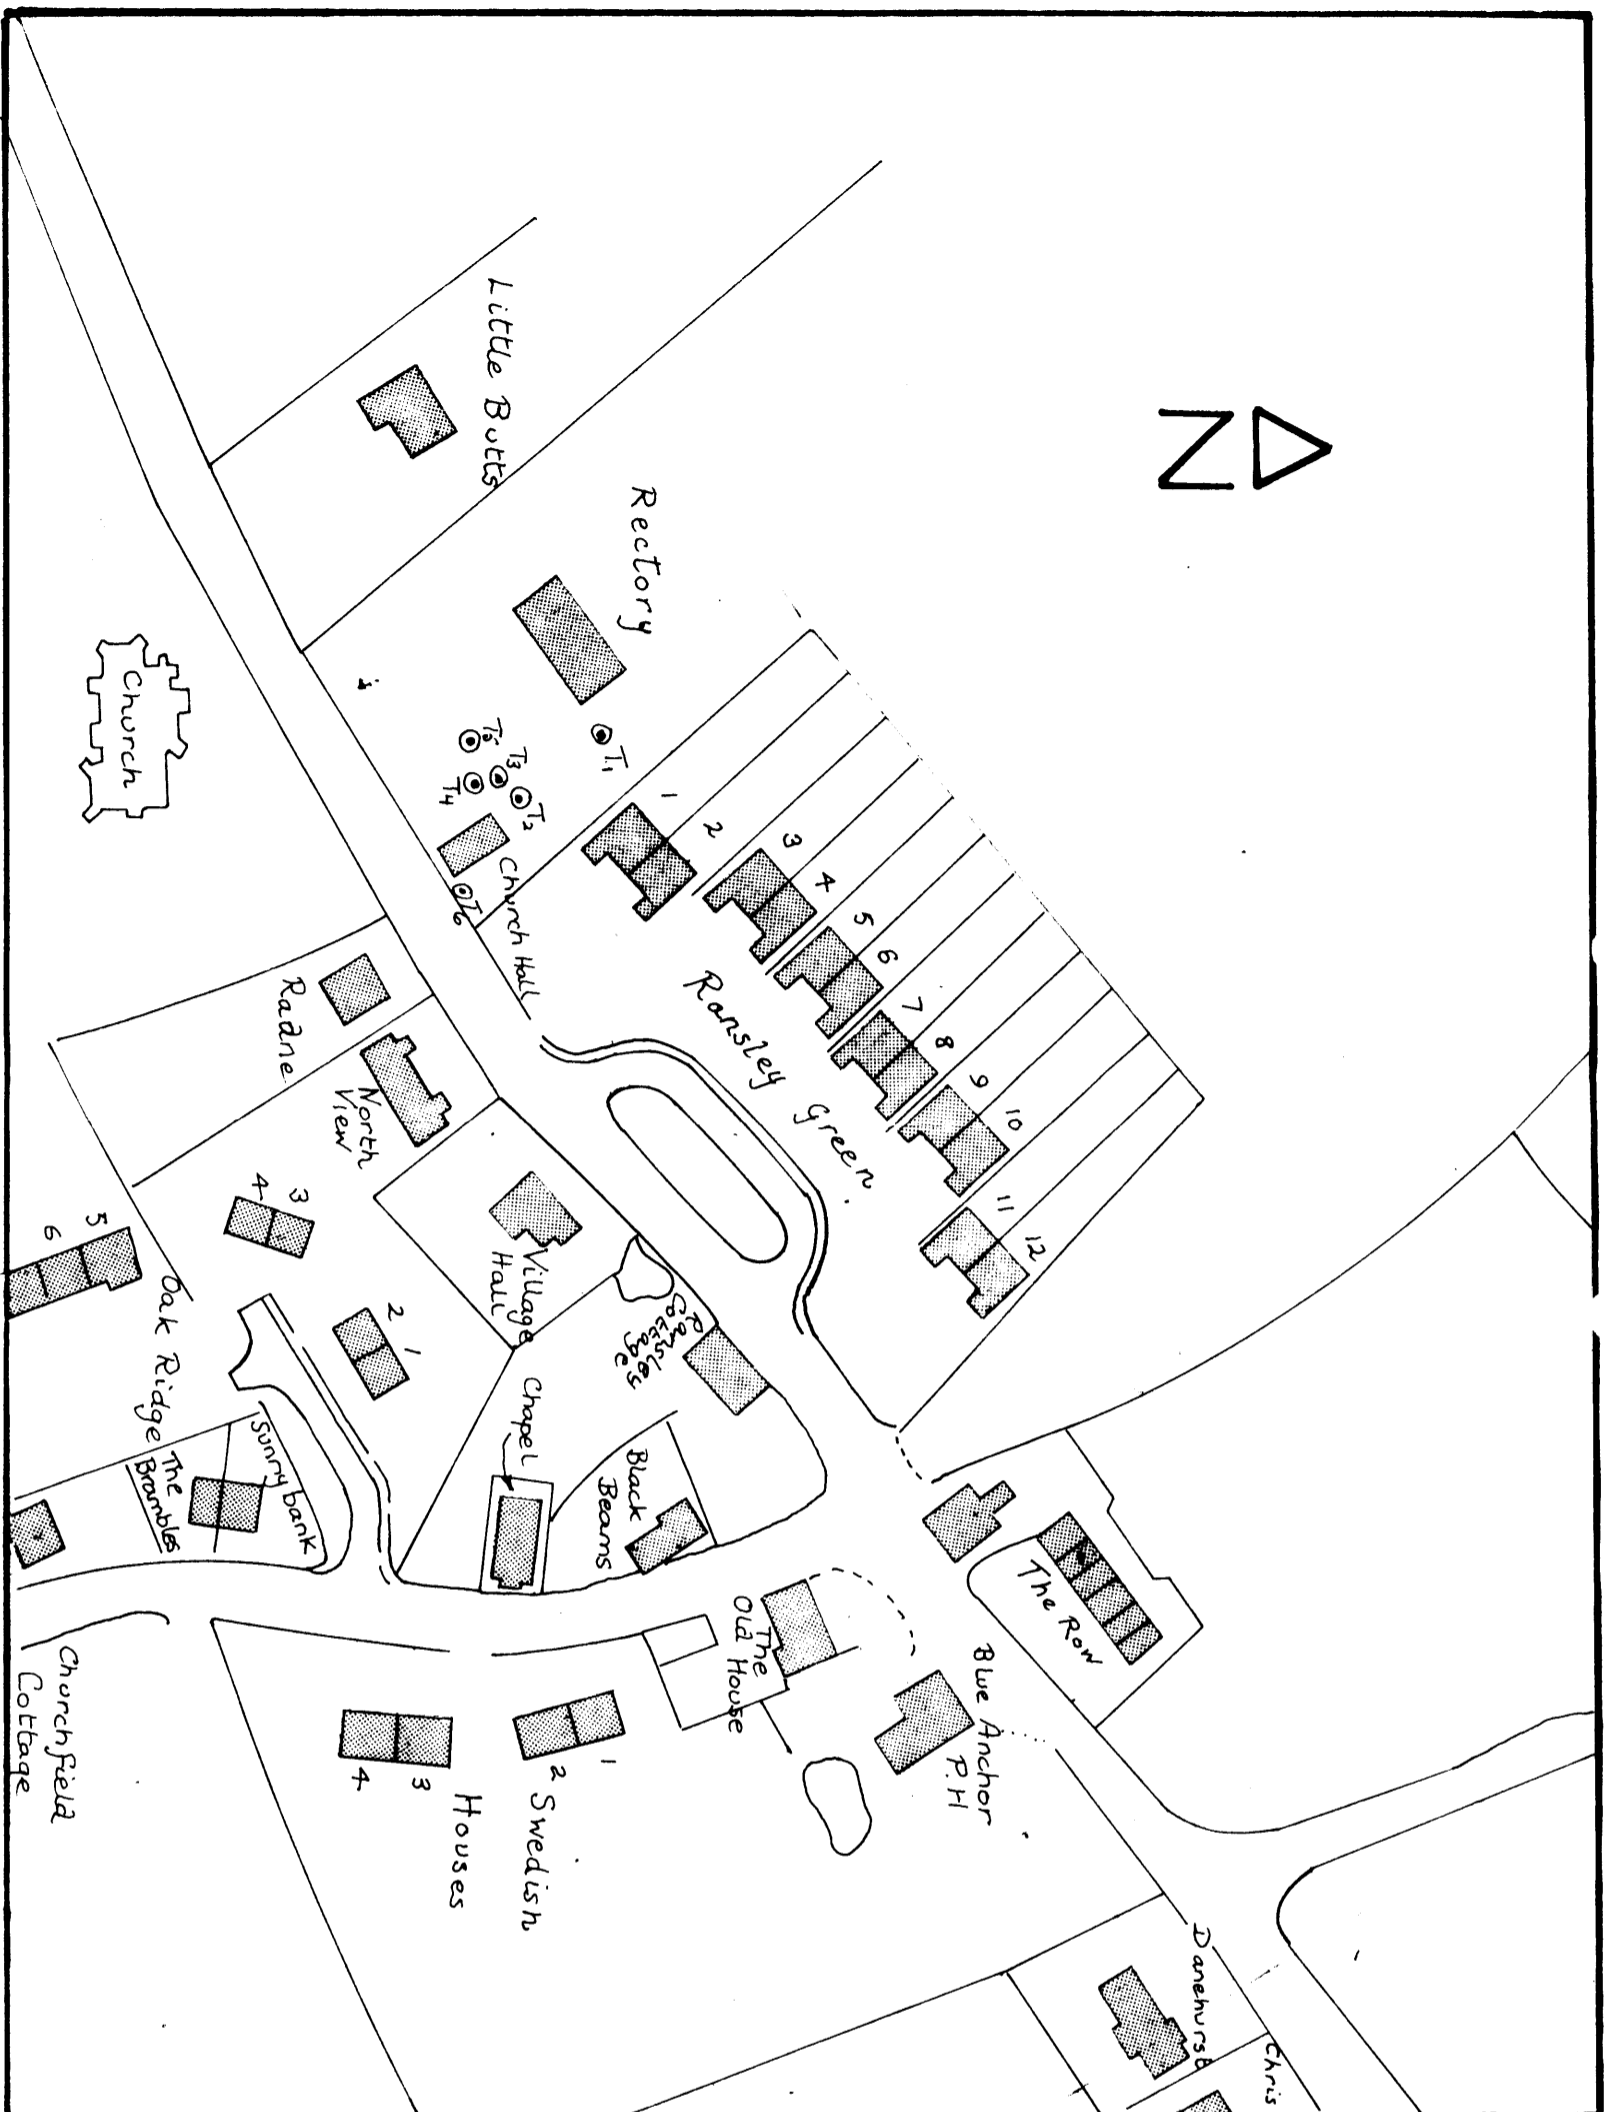 N
Little Butts
Rectory
T1
T5
T3
T4
T2
Church Hall
T6
Church
1
2
3
4
5
6
7
8
9
10
11
12
Ransley Green
Radne
North
View
Village
Hall
Ransley
Cottages
3
4
2
1
5
6
Oak Ridge
Chapel
Black
Beams
Sunnybank
The
Brambles
The Row
The
Old House
Blue Anchor
P.H
1
2
3
4
Swedish
Houses
Churchfield
Cottage
Danehurst
Chris